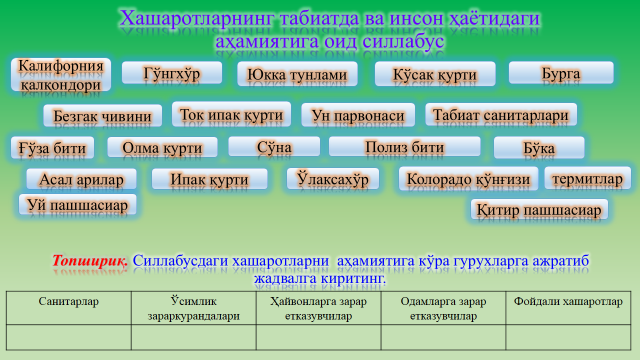 Хашаротларнинг табиатда ва инсон ҳаётидаги
аҳамиятига оид силлабус
Калифорния
қалқондори
Гўнгхўр
Юкка тунлами
Кўсак қурти
Бурга
Безгак чивини
Ток ипак қурти
Ун парвонаси
Табиат санитарлари
Ғўза бити
Олма қурти
Сўна
Полиз бити
Бўка
Асал арилар
Ипак қурти
Ўлаксахўр
Колорадо қўнғизи
термитлар
Уй пашшасиар
Қитир пашшасиар
Топшириқ. Силлабусдаги хашаротларни аҳамиятига кўра гурухларга ажратиб
жадвалга киритинг.
Санитарлар
Ўсимлик
зараркурандалари
Ҳайвонларга зарар
етказувчилар
Одамларга зарар
етказувчилар
Фойдали хашаротлар